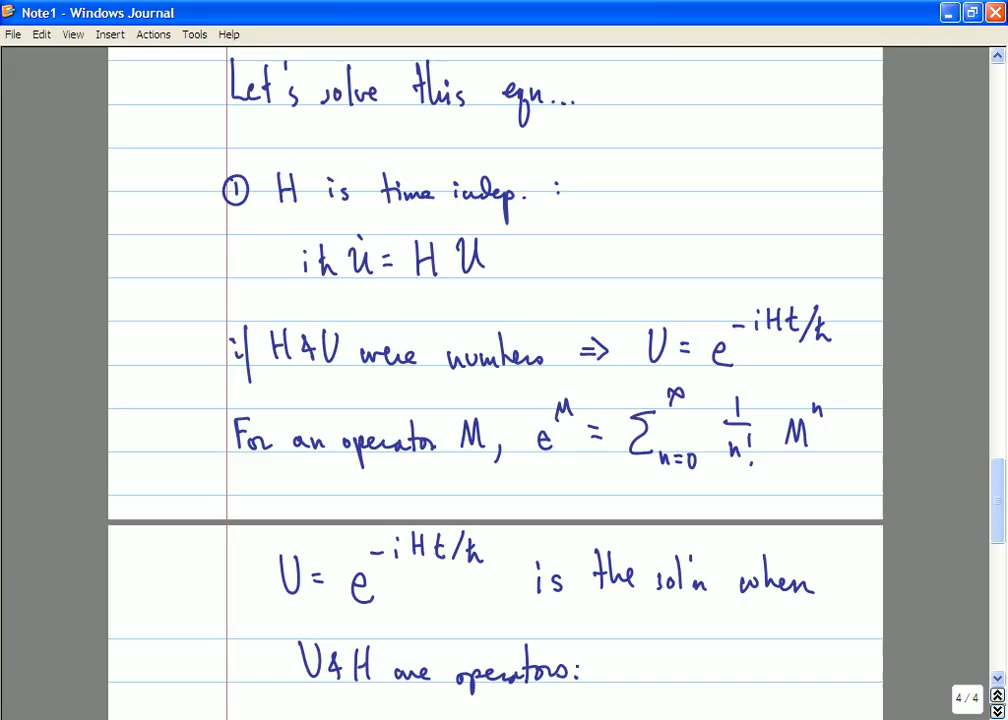 Note1 - Windows Journal
File Edit View Insert Actions Tools Help
Let's solve this eqn...
① H is time indep. :
iℏ U̇ = H U
if H & U were numbers => U = e^{-iHt/ℏ}
For an operator M, e^M = ∑_{n=0}^∞ 1/n! M^n
U = e^{-iHt/ℏ} is the sol'n when
U & H are operators:
4 / 4